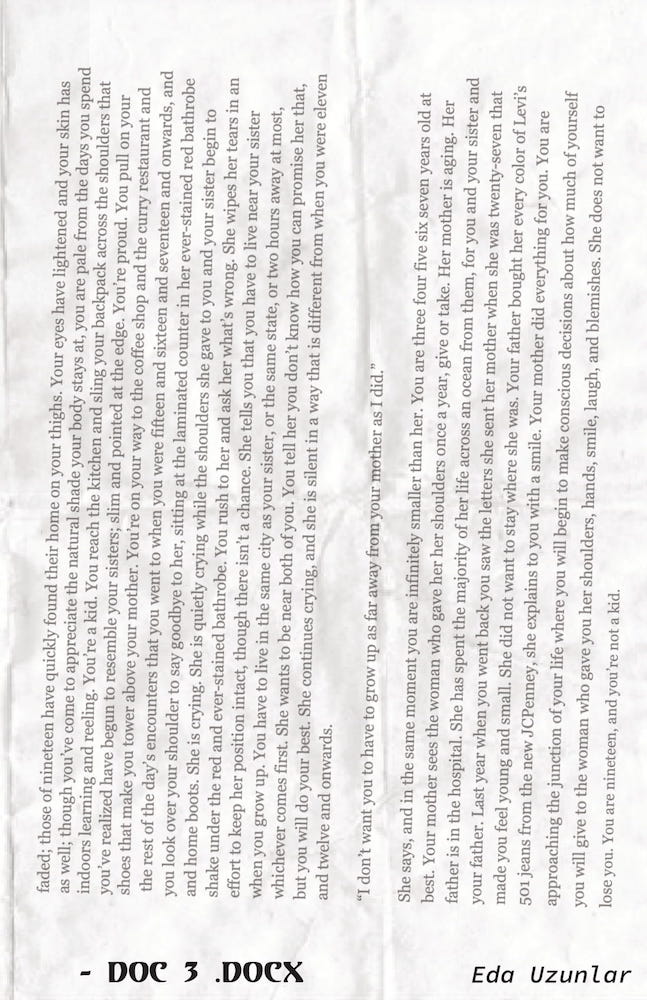 faded; those of nineteen have quickly found their home on your thighs. Your eyes have lightened and your skin has
as well; though you've come to appreciate the natural shade your body stays at, you are pale from the days you spend
indoors learning and reeling. You're a kid. You reach the kitchen and sling your backpack across the shoulders that
you've realized have begun to resemble your sisters; slim and pointed at the edge. You're proud. You pull on your
shoes that make you tower above your mother. You're on your way to the coffee shop and the curry restaurant and
the rest of the day's encounters that you went to when you were fifteen and sixteen and seventeen and onwards, and
you look over your shoulder to say goodbye to her, sitting at the laminated counter in her ever-stained red bathrobe
and home boots. She is crying. She is quietly crying while the shoulders she gave to you and your sister begin to
shake under the red and ever-stained bathrobe. You rush to her and ask her what's wrong. She wipes her tears in an
effort to keep her position intact, though there isn't a chance. She tells you that you have to live near your sister
when you grow up. You have to live in the same city as your sister, or the same state, or two hours away at most,
whichever comes first. She wants to be near both of you. You tell her you don't know how you can promise her that,
but you will do your best. She continues crying, and she is silent in a way that is different from when you were eleven
and twelve and onwards.
"I don't want you to have to grow up as far away from your mother as I did."
She says, and in the same moment you are infinitely smaller than her. You are three four five six seven years old at
best. Your mother sees the woman who gave her her shoulders once a year, give or take. Her mother is aging. Her
father is in the hospital. She has spent the majority of her life across an ocean from them, for you and your sister and
your father. Last year when you went back you saw the letters she sent her mother when she was twenty-seven that
made you feel young and small. She did not want to stay where she was. Your father bought her every color of Levi's
501 jeans from the new JCPenney, she explains to you with a smile. Your mother did everything for you. You are
approaching the junction of your life where you will begin to make conscious decisions about how much of yourself
you will give to the woman who gave you her shoulders, hands, smile, laugh, and blemishes. She does not want to
lose you. You are nineteen, and you're not a kid.
- DOC 3 .DOCX
Eda Uzunlar